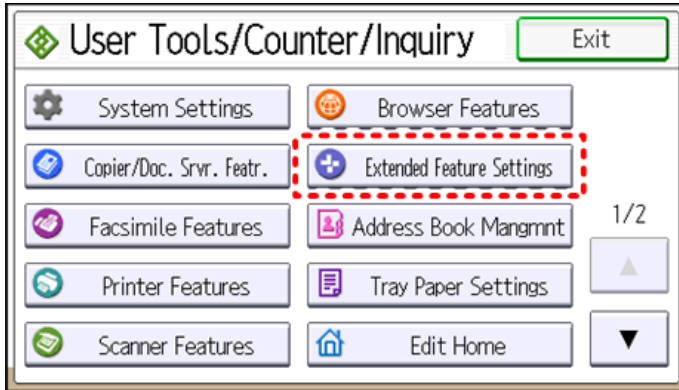 User Tools/Counter/Inquiry
Exit
System Settings
Browser Features
Copier/Doc. Srvr. Featr.
Extended Feature Settings
Facsimile Features
Address Book Mangmnt
1/2
Printer Features
Tray Paper Settings
Scanner Features
Edit Home